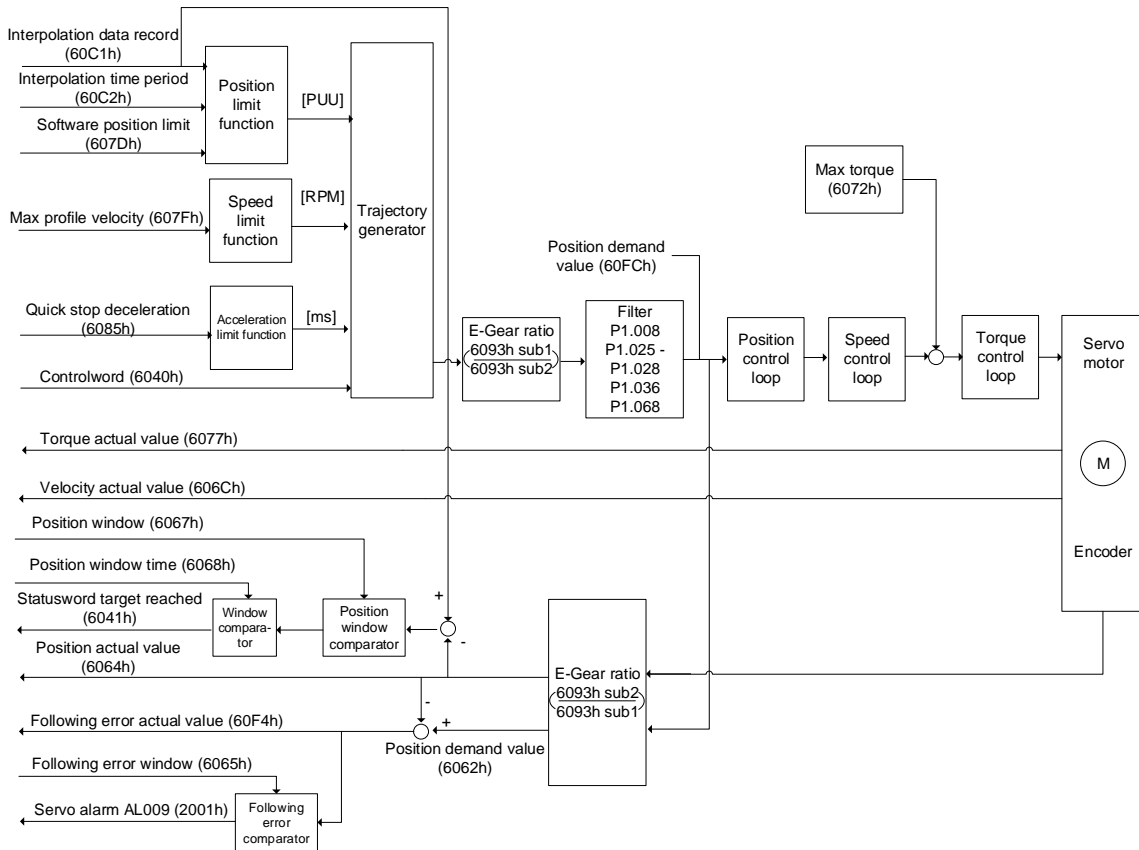 Interpolation data record
(60C1h)
Interpolation time period
(60C2h)
Software position limit
(607Dh)
Position
limit
function
[PUU]
Max profile velocity (607Fh)
Speed
limit
function
[RPM]
Trajectory
generator
Quick stop deceleration
(6085h)
Acceleration
limit function
[ms]
Controlword (6040h)
E-Gear ratio
6093h sub1
6093h sub2
Filter
P1.008
P1.025 -
P1.028
P1.036
P1.068
Position demand
value (60FCh)
Position
control
loop
Speed
control
loop
Max torque
(6072h)
Torque
control
loop
Servo
motor
M
Encoder
Torque actual value (6077h)
Velocity actual value (606Ch)
Position window (6067h)
Position window time (6068h)
Statusword target reached
(6041h)
Window
compara-
tor
Position
window
comparator
+
-
Position actual value
(6064h)
E-Gear ratio
6093h sub2
6093h sub1
-
+
Following error actual value (60F4h)
Position demand value
(6062h)
Following error window (6065h)
Servo alarm AL009 (2001h)
Following
error
comparator